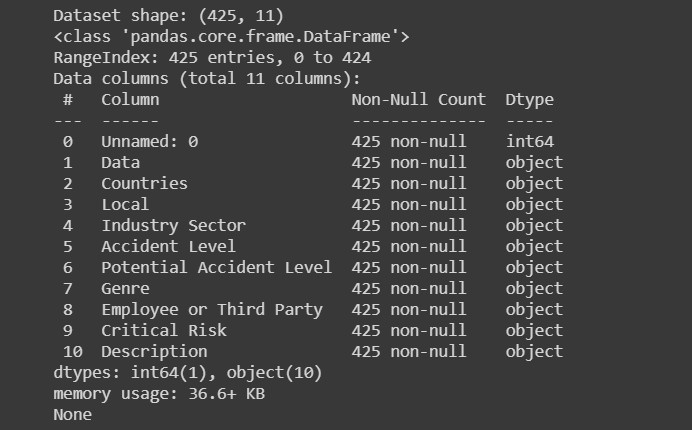 Dataset shape: (425, 11)
<class 'pandas.core.frame.DataFrame'>
RangeIndex: 425 entries, 0 to 424
Data columns (total 11 columns):
 #   Column                    Non-Null Count  Dtype
---  ------                    --------------  -----
 0   Unnamed: 0                425 non-null    int64
 1   Data                      425 non-null    object
 2   Countries                 425 non-null    object
 3   Local                     425 non-null    object
 4   Industry Sector           425 non-null    object
 5   Accident Level            425 non-null    object
 6   Potential Accident Level  425 non-null    object
 7   Genre                     425 non-null    object
 8   Employee or Third Party   425 non-null    object
 9   Critical Risk             425 non-null    object
 10  Description               425 non-null    object
dtypes: int64(1), object(10)
memory usage: 36.6+ KB
None